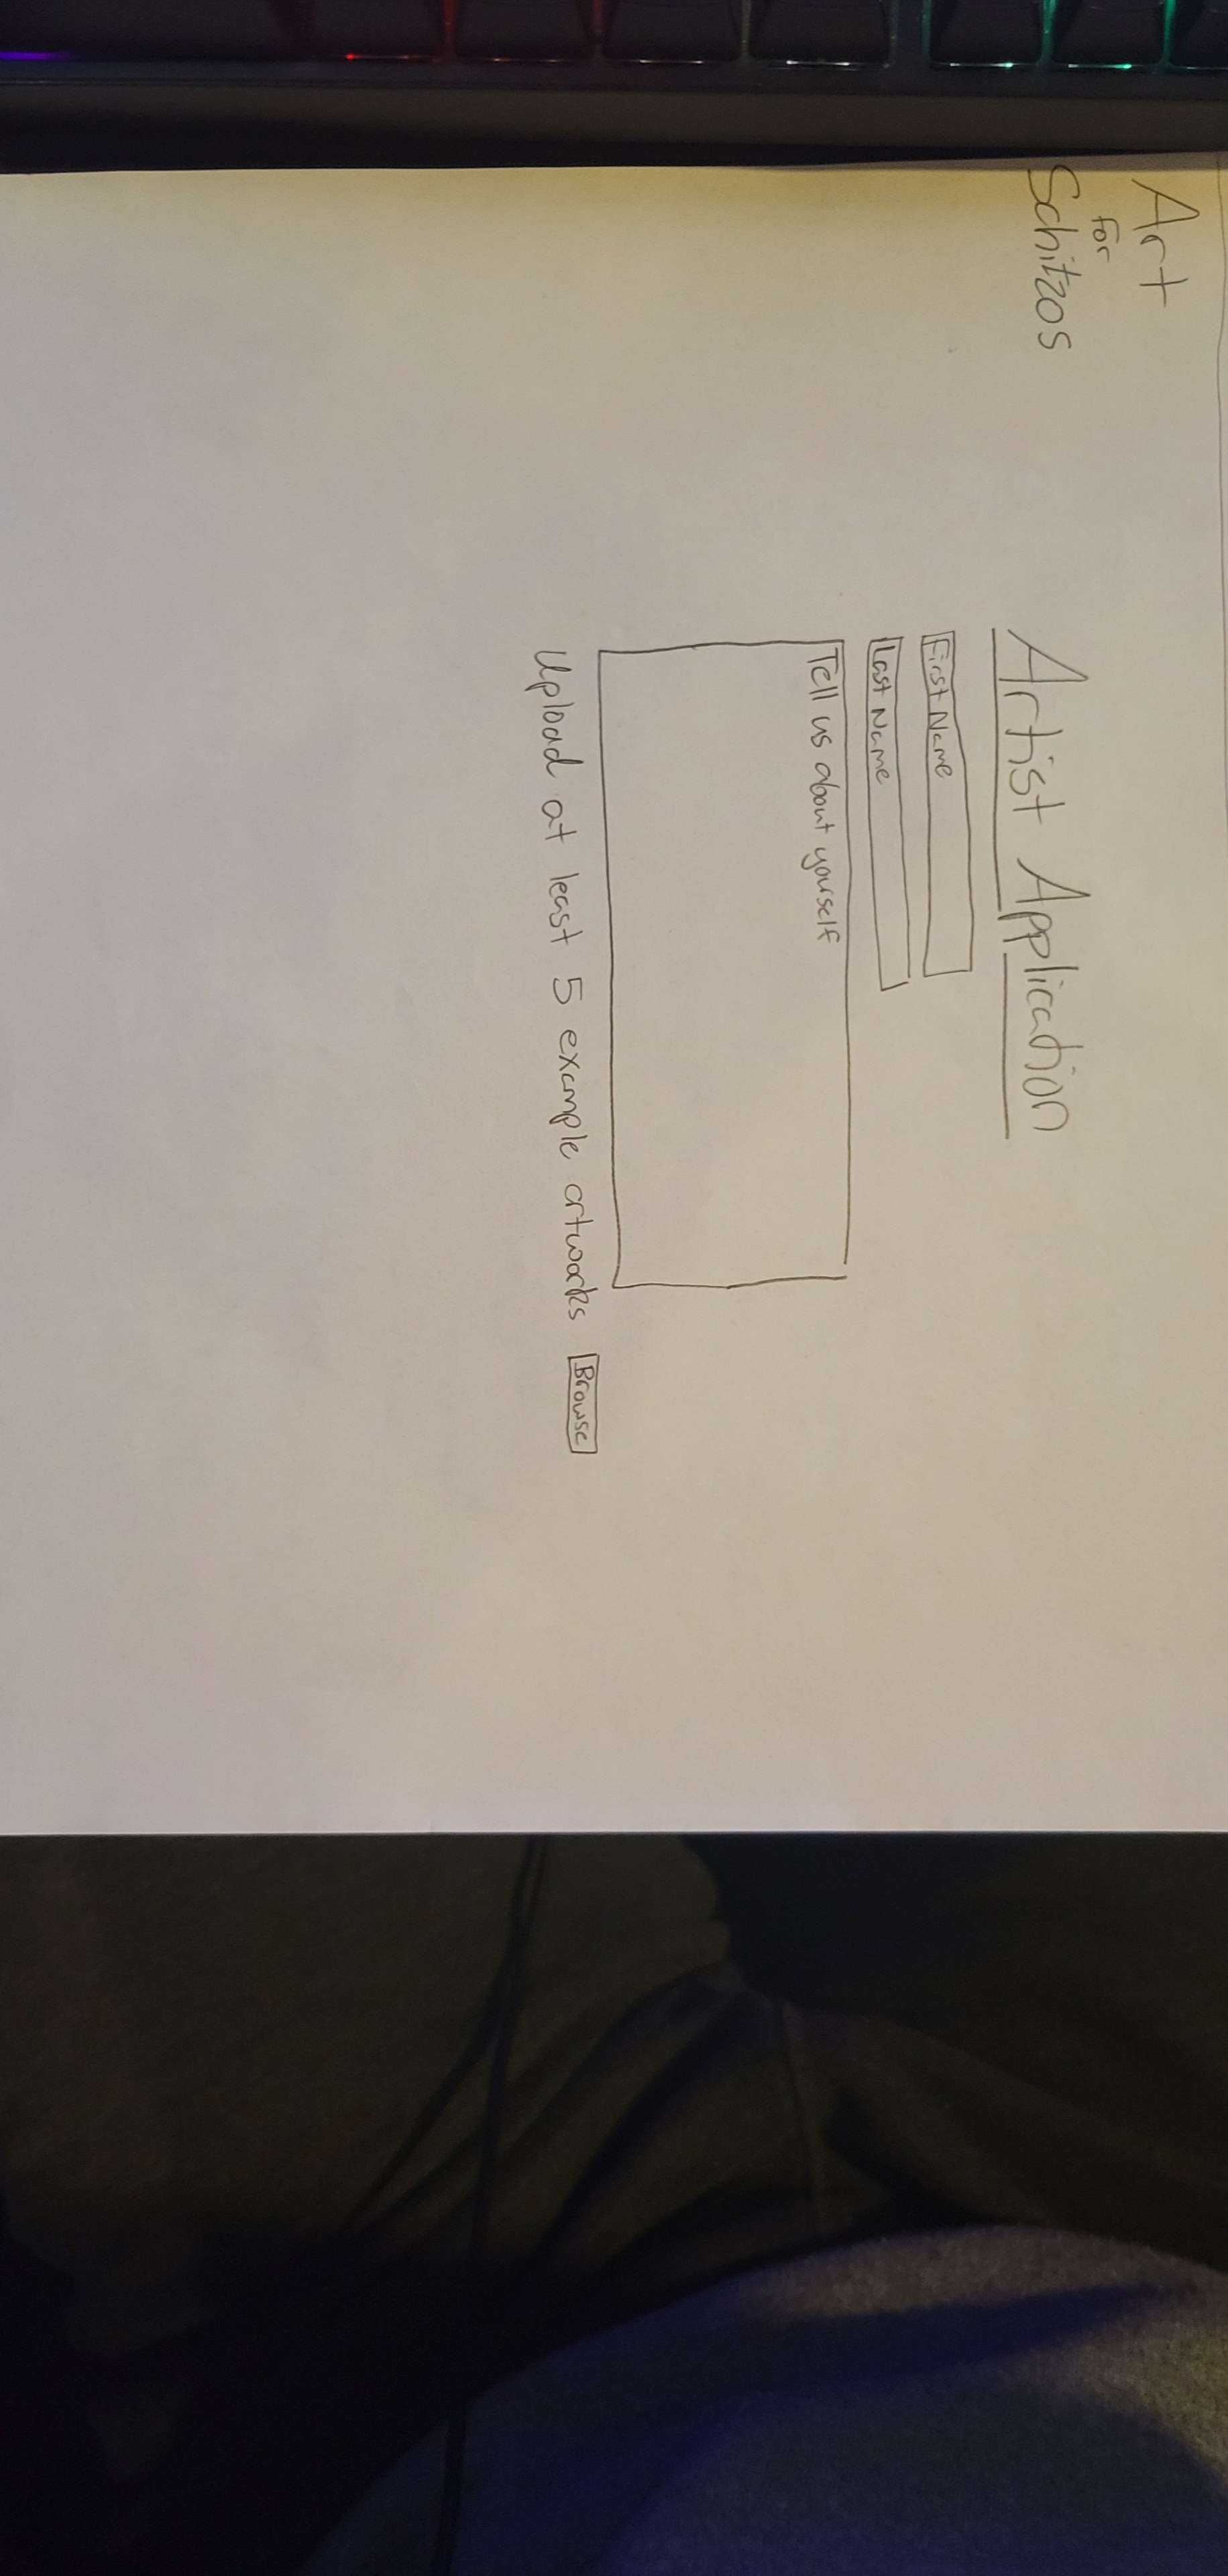 Art
for
Schitzos
Artist Application
First Name
Last Name
Tell us about yourself
Upload at least 5 example artworks Browse